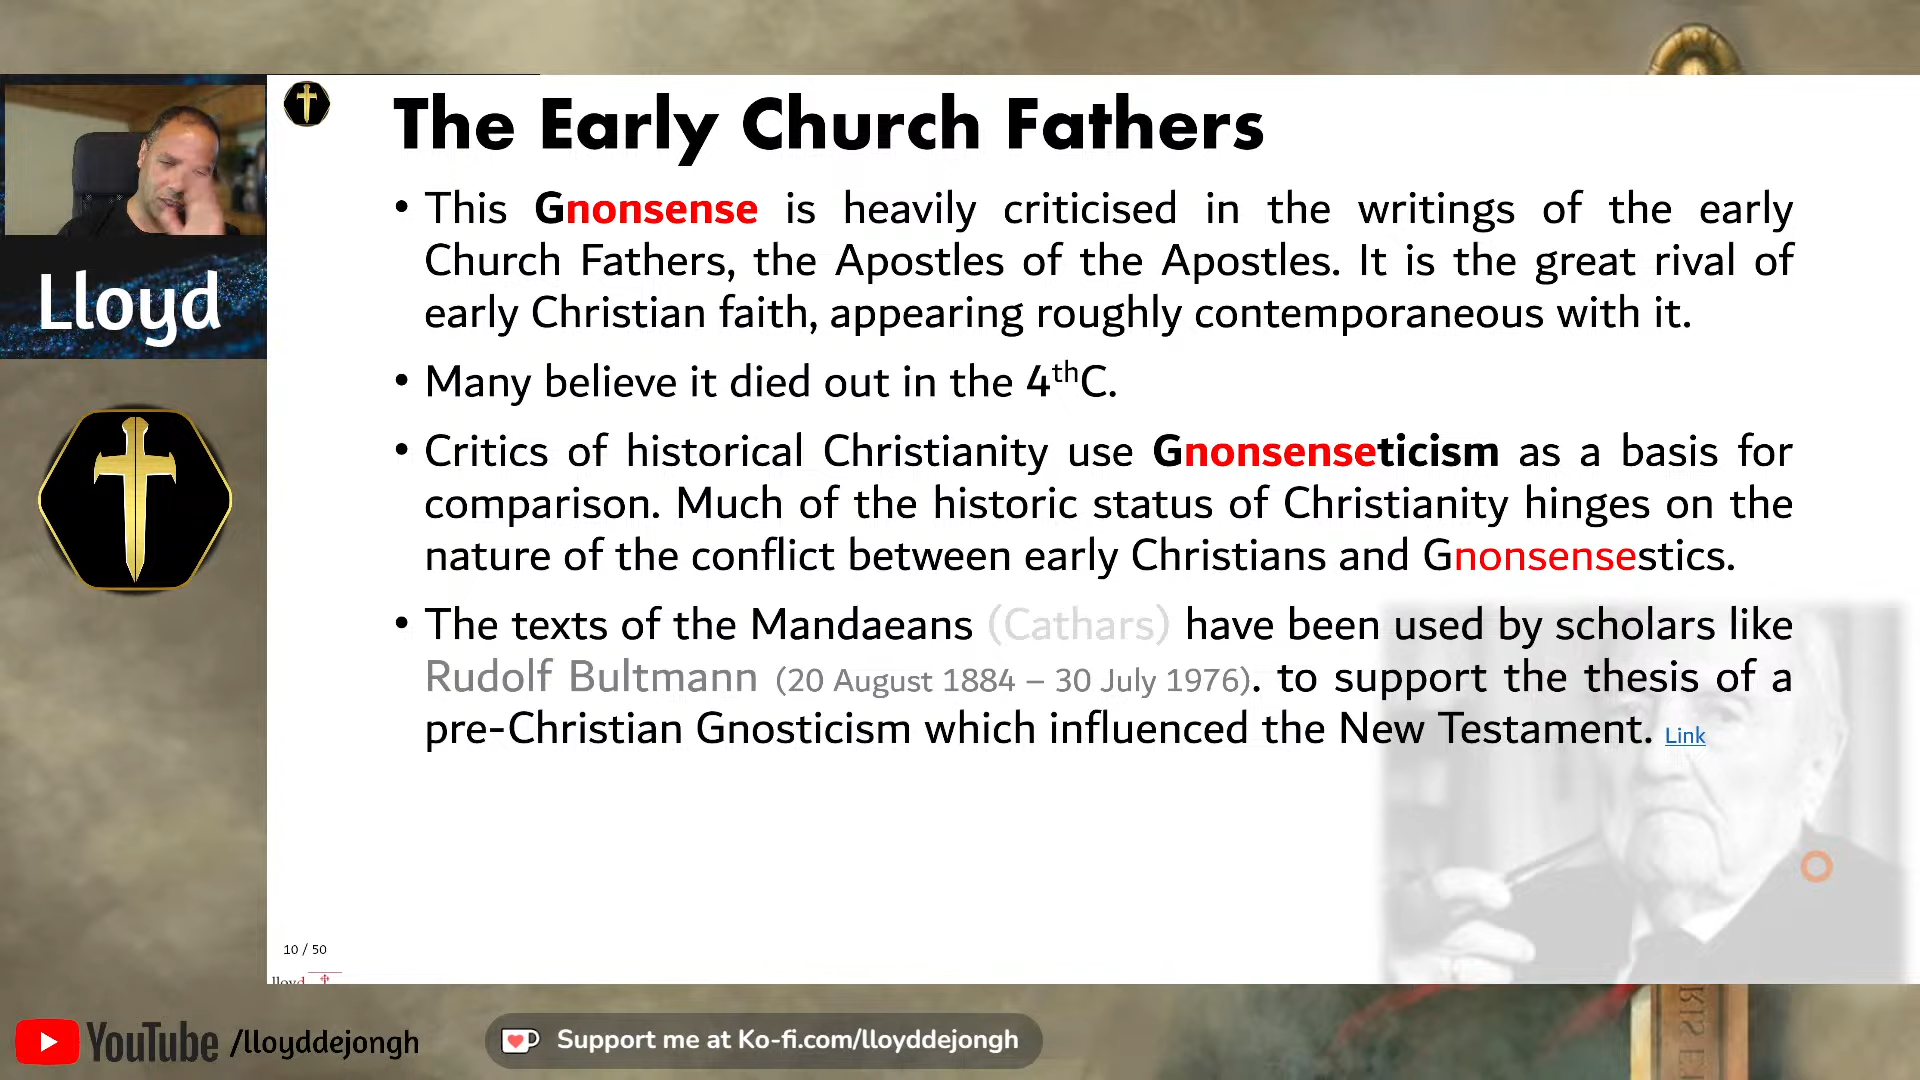 The Early Church Fathers
• This Gnonsense is heavily criticised in the writings of the early
Church Fathers, the Apostles of the Apostles. It is the great rival of
early Christian faith, appearing roughly contemporaneous with it.
• Many believe it died out in the 4thC.
• Critics of historical Christianity use Gnonsenseticism as a basis for
comparison. Much of the historic status of Christianity hinges on the
nature of the conflict between early Christians and Gnonsensestics.
• The texts of the Mandaeans (Cathars) have been used by scholars like
Rudolf Bultmann (20 August 1884 – 30 July 1976). to support the thesis of a
pre-Christian Gnosticism which influenced the New Testament. Link
Lloyd
10 / 50
lloyd
YouTube /lloyddejongh
Support me at Ko-fi.com/lloyddejongh